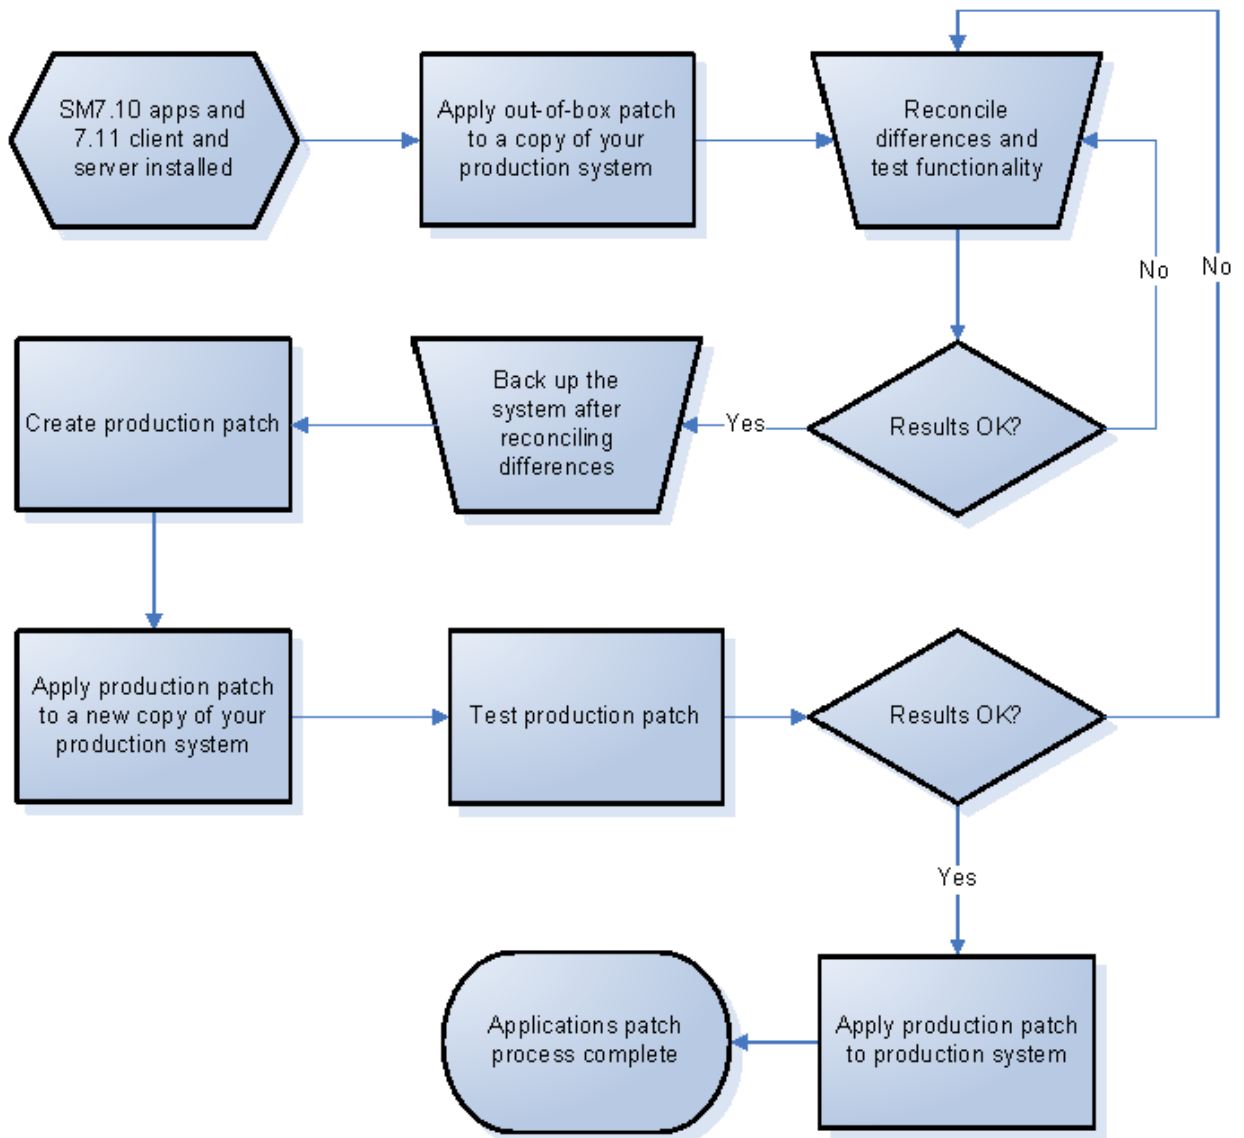 SM7.10 apps and
7.11 client and
server installed
Apply out-of-box patch
to a copy of your
production system
Reconcile
differences and
test functionality
No
No
Create production patch
Back up the
system after
reconciling
differences
Yes
Results OK?
Apply production patch
to a new copy of your
production system
Test production patch
Results OK?
Yes
Applications patch
process complete
Apply production patch
to production system